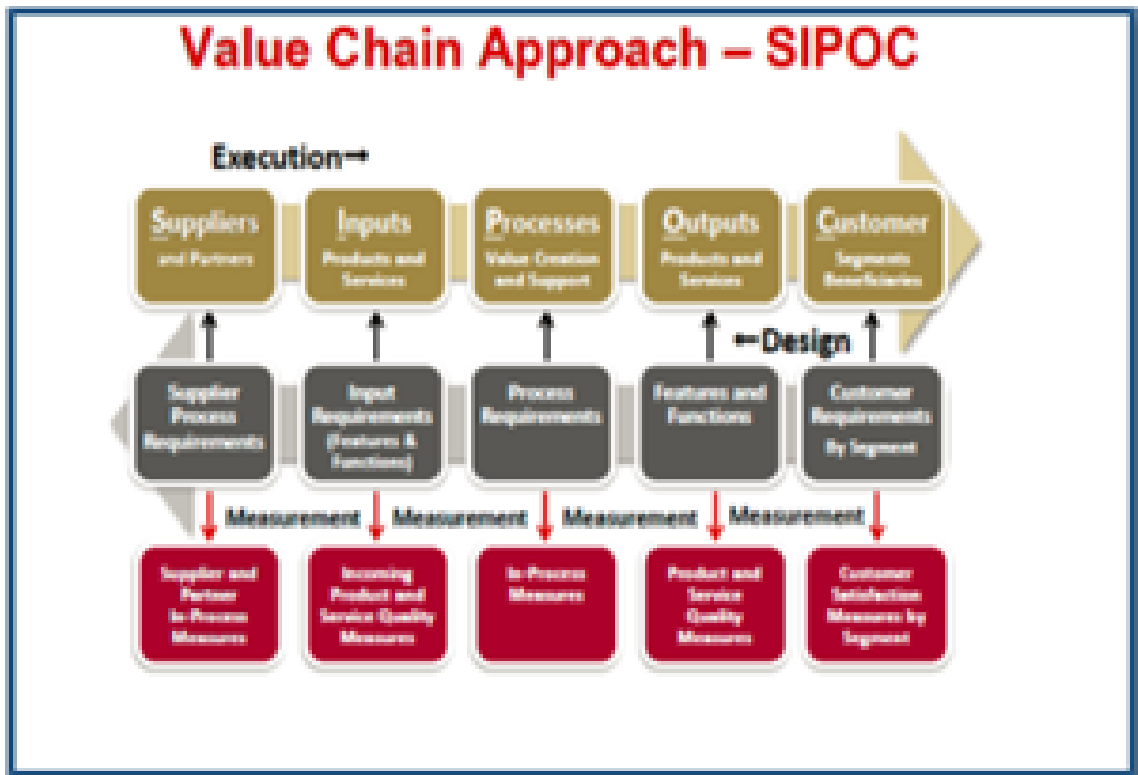 Value Chain Approach – SIPOC
Execution→
Suppliers
and Partners
Inputs
Products and
Services
Processes
Value Creation
and Support
Outputs
Products and
Services
Customer
Segments
Beneficiaries
←Design
Supplier
Process
Requirements
Input
Requirements
(Features &
Functions)
Process
Requirements
Features and
Functions
Customer
Requirements
By Segment
Measurement
Measurement
Measurement
Measurement
Supplier and
Partner
In-Process
Measures
Incoming
Product and
Service Quality
Measures
In-Process
Measures
Product and
Service
Quality
Measures
Customer
Satisfaction
Measures by
Segment